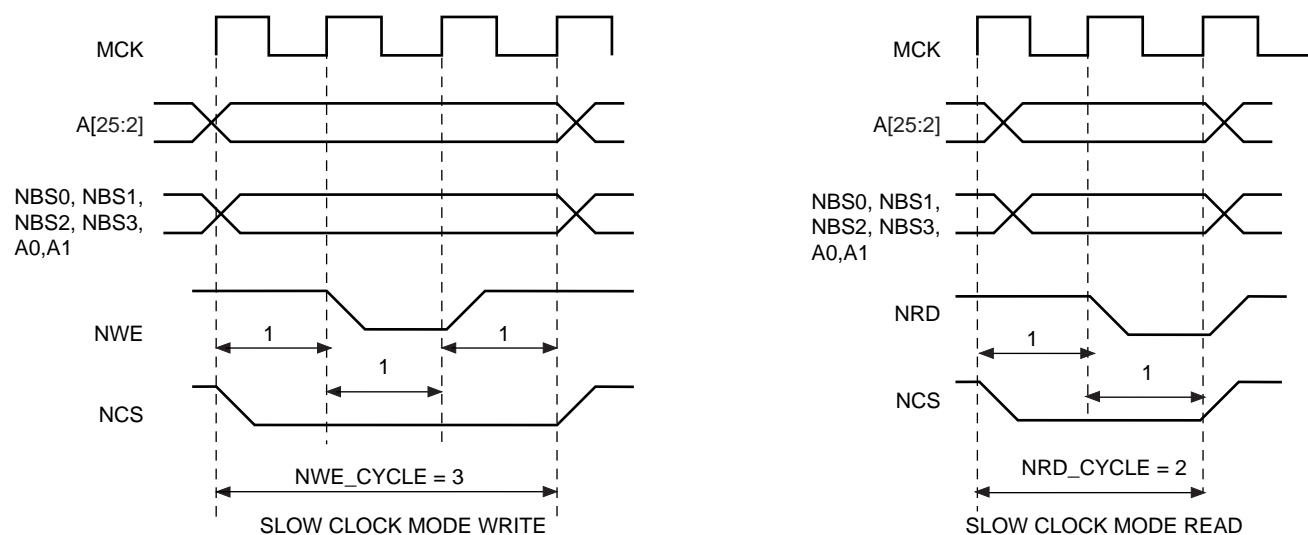 MCK
A[25:2]
NBS0, NBS1,
NBS2, NBS3,
A0,A1
NWE
1
1
1
NCS
NWE_CYCLE = 3
SLOW CLOCK MODE WRITE
MCK
A[25:2]
NBS0, NBS1,
NBS2, NBS3,
A0,A1
NRD
1
1
NCS
NRD_CYCLE = 2
SLOW CLOCK MODE READ